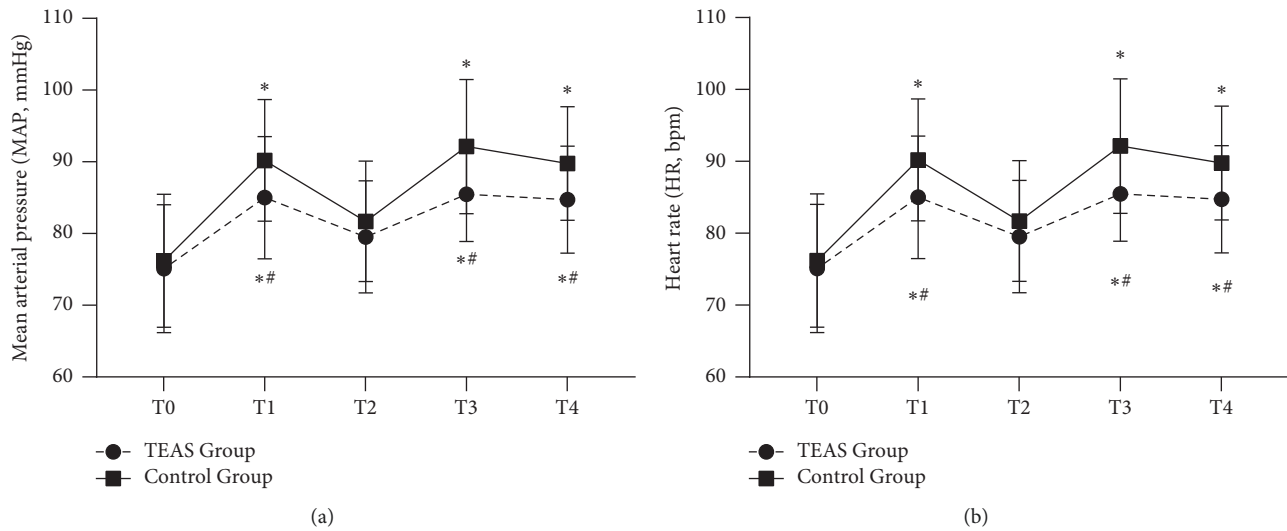 110
100
90
80
70
60
Mean arterial pressure (MAP, mmHg)
*
*
*
*#
*#
*#
T0 T1 T2 T3 T4
TEAS Group
Control Group
(a)
110
100
90
80
70
60
Heart rate (HR, bpm)
*
*
*
*#
*#
*#
T0 T1 T2 T3 T4
TEAS Group
Control Group
(b)